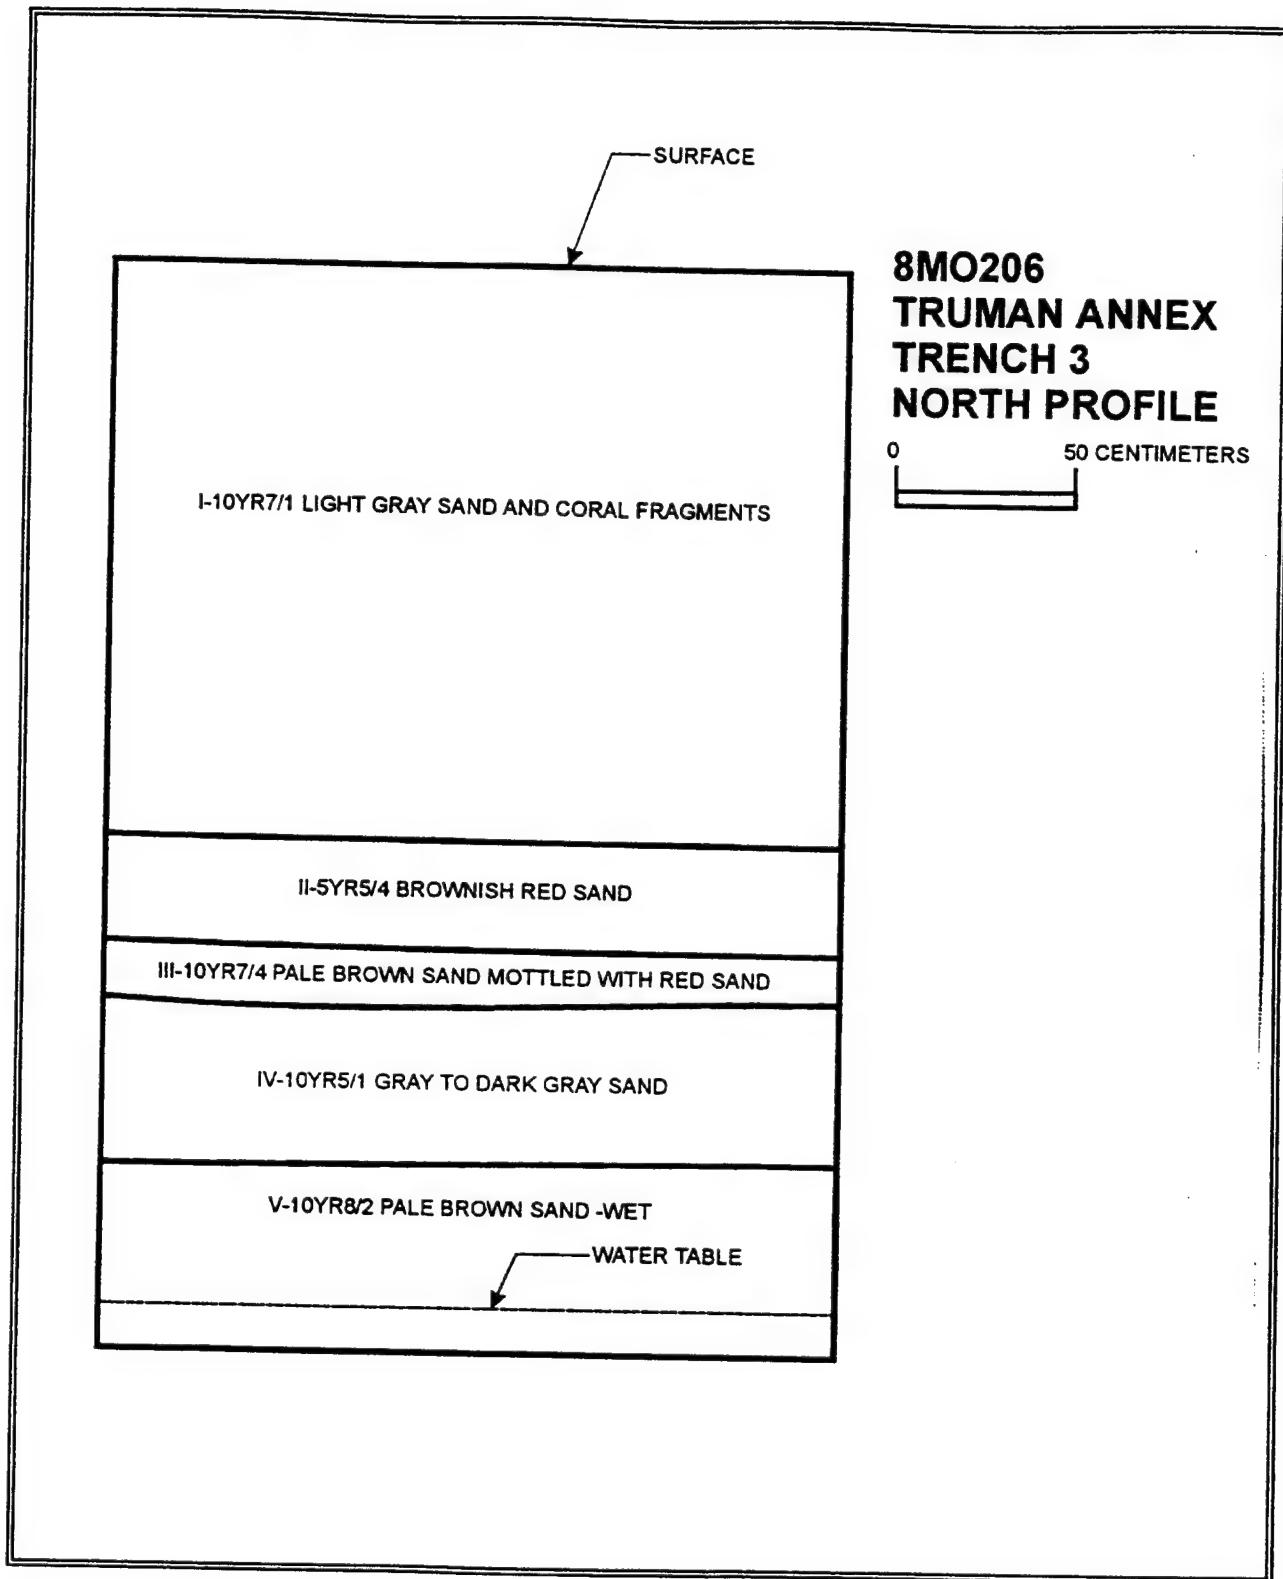 SURFACE
8MO206
TRUMAN ANNEX
TRENCH 3
NORTH PROFILE
0 50 CENTIMETERS
I-10YR7/1 LIGHT GRAY SAND AND CORAL FRAGMENTS
II-5YR5/4 BROWNISH RED SAND
III-10YR7/4 PALE BROWN SAND MOTTLED WITH RED SAND
IV-10YR5/1 GRAY TO DARK GRAY SAND
V-10YR8/2 PALE BROWN SAND -WET
WATER TABLE